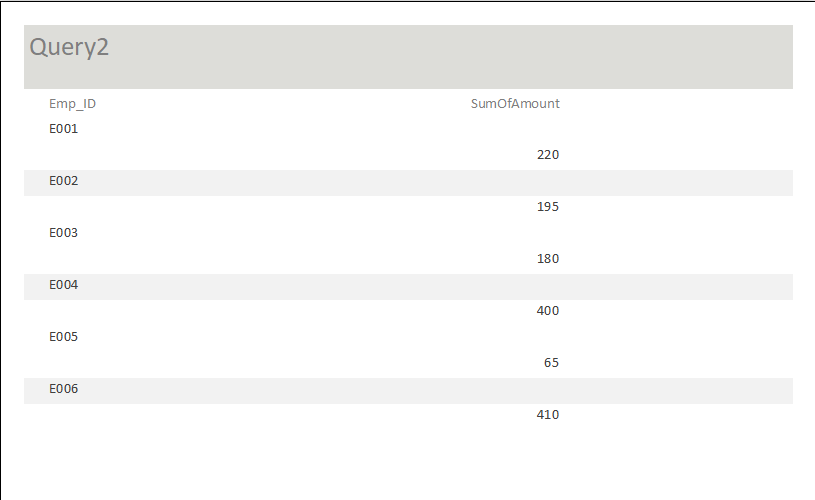 Query2
Emp_ID SumOfAmount
E001
220
E002
195
E003
180
E004
400
E005
65
E006
410